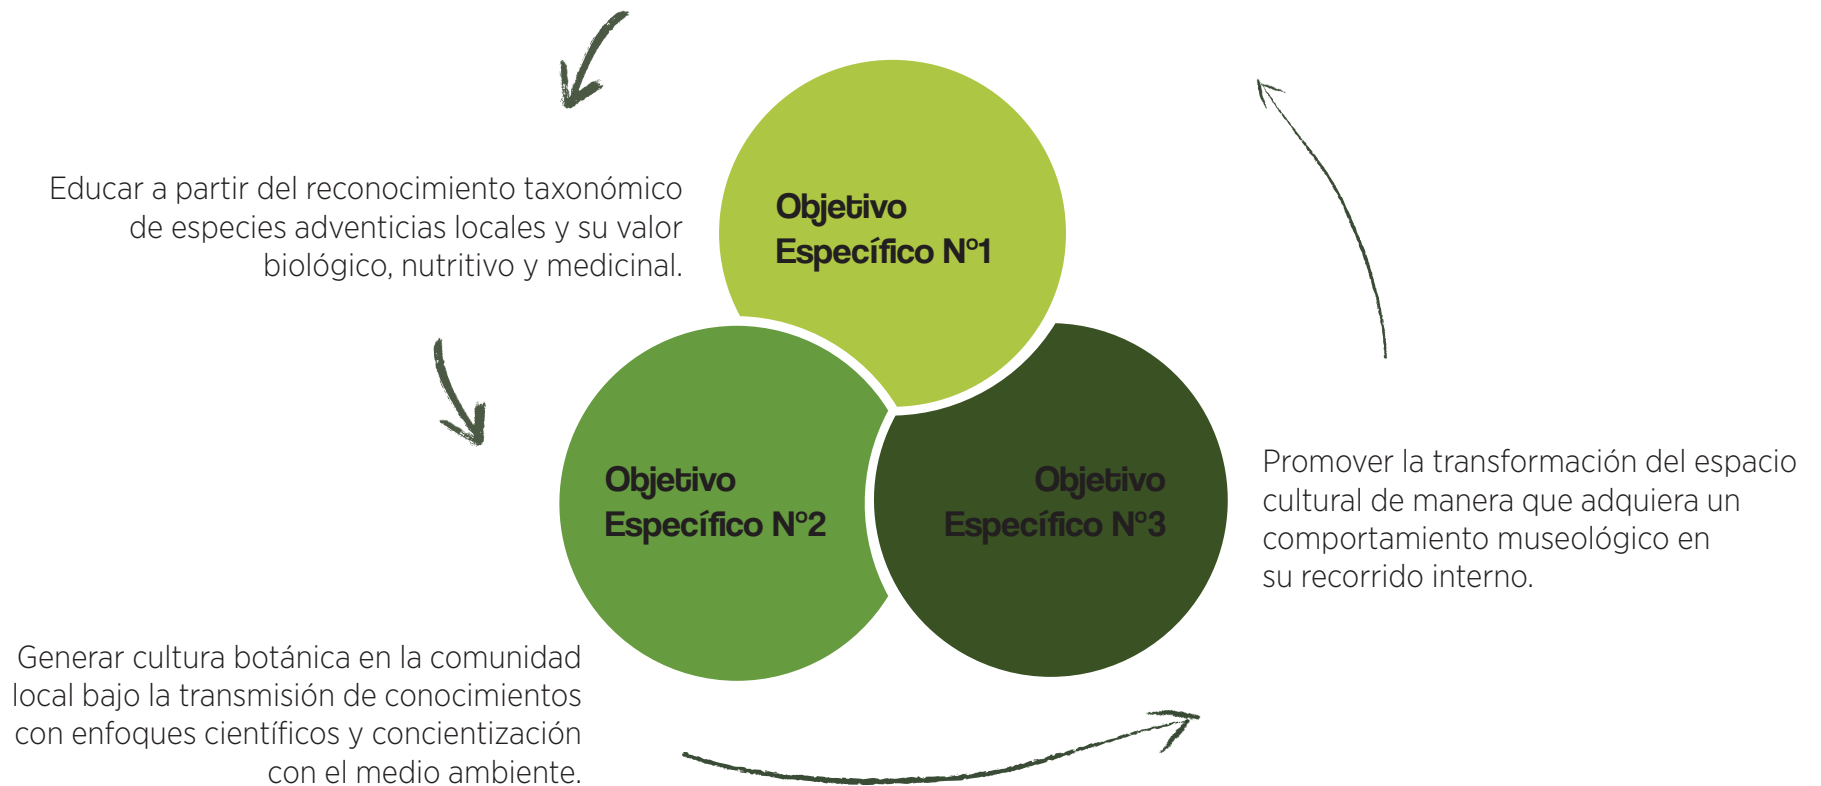 Objetivo
Específico Nº1
Educar a partir del reconocimiento taxonómico
de especies adventicias locales y su valor
biológico, nutritivo y medicinal.
Objetivo
Específico Nº2
Generar cultura botánica en la comunidad
local bajo la transmisión de conocimientos
con enfoques científicos y concientización
con el medio ambiente.
Objetivo
Específico Nº3
Promover la transformación del espacio
cultural de manera que adquiera un
comportamiento museológico en
su recorrido interno.